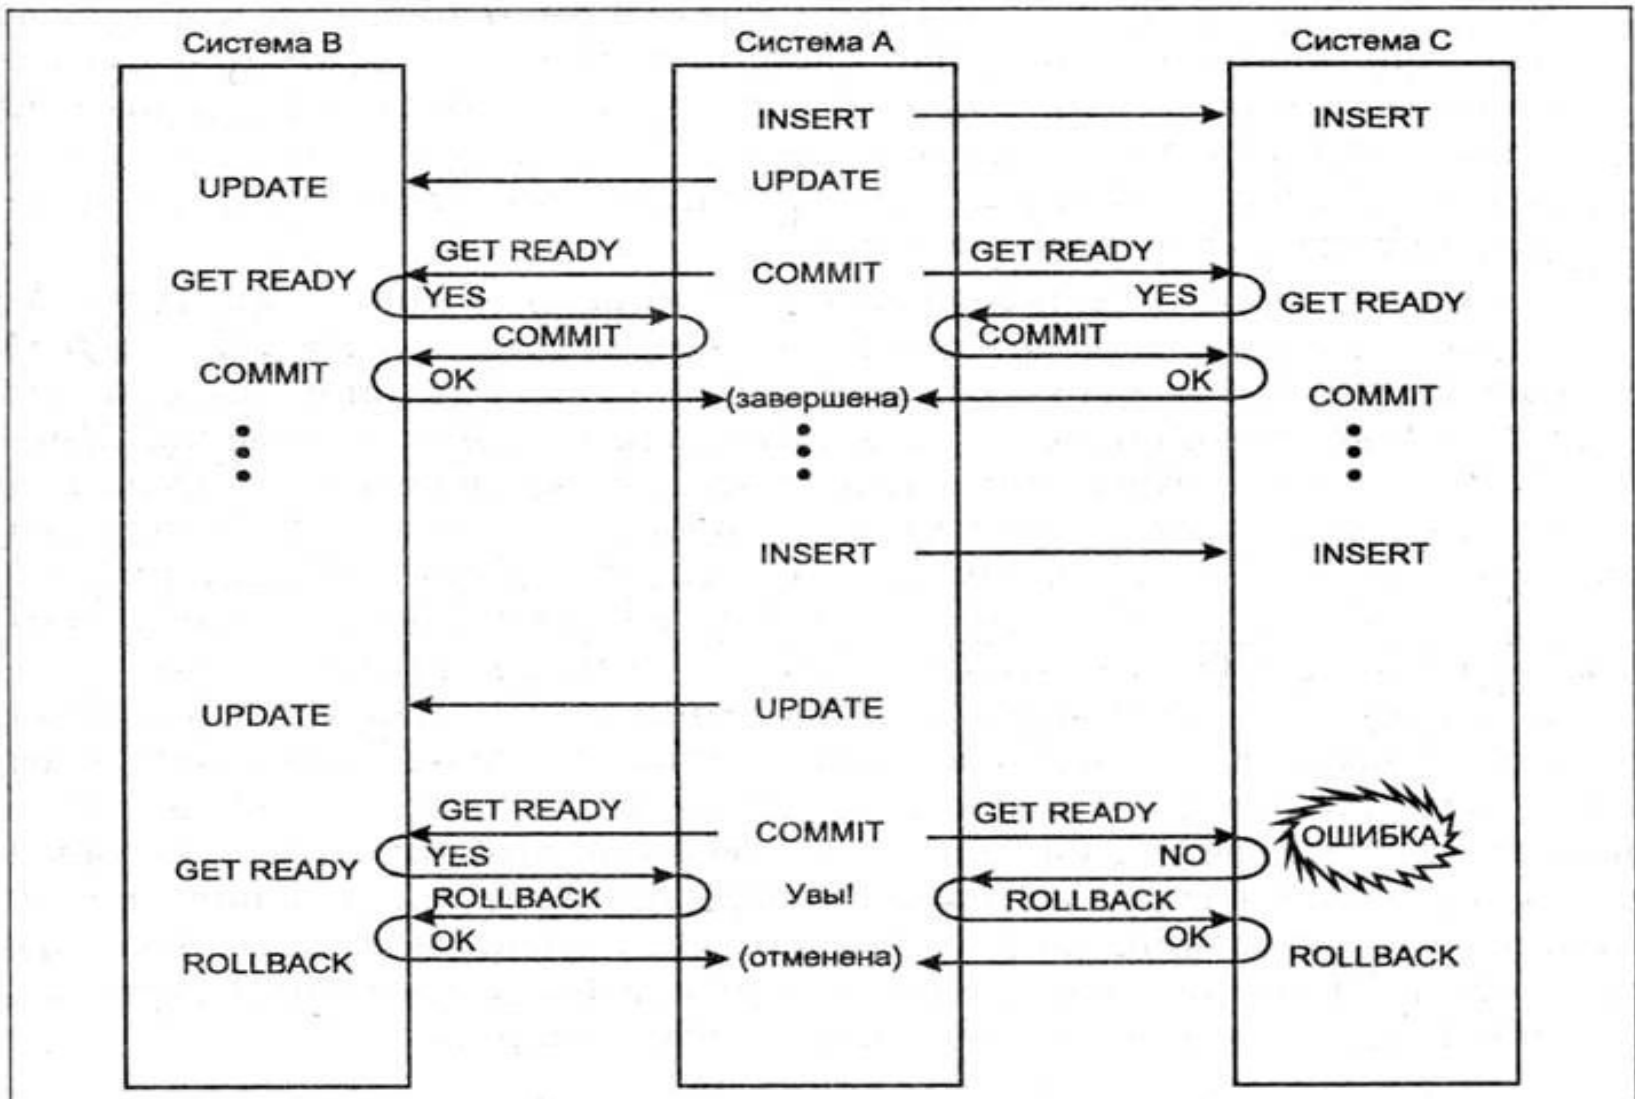 Система B Система A Система C
INSERT INSERT
UPDATE UPDATE
GET READY GET READY
GET READY COMMIT
YES YES GET READY
COMMIT COMMIT
COMMIT OK OK COMMIT
(завершена)
INSERT INSERT
UPDATE UPDATE
GET READY GET READY
COMMIT ОШИБКА
GET READY YES NO
ROLLBACK Увы! ROLLBACK
OK OK
ROLLBACK (отменена) ROLLBACK